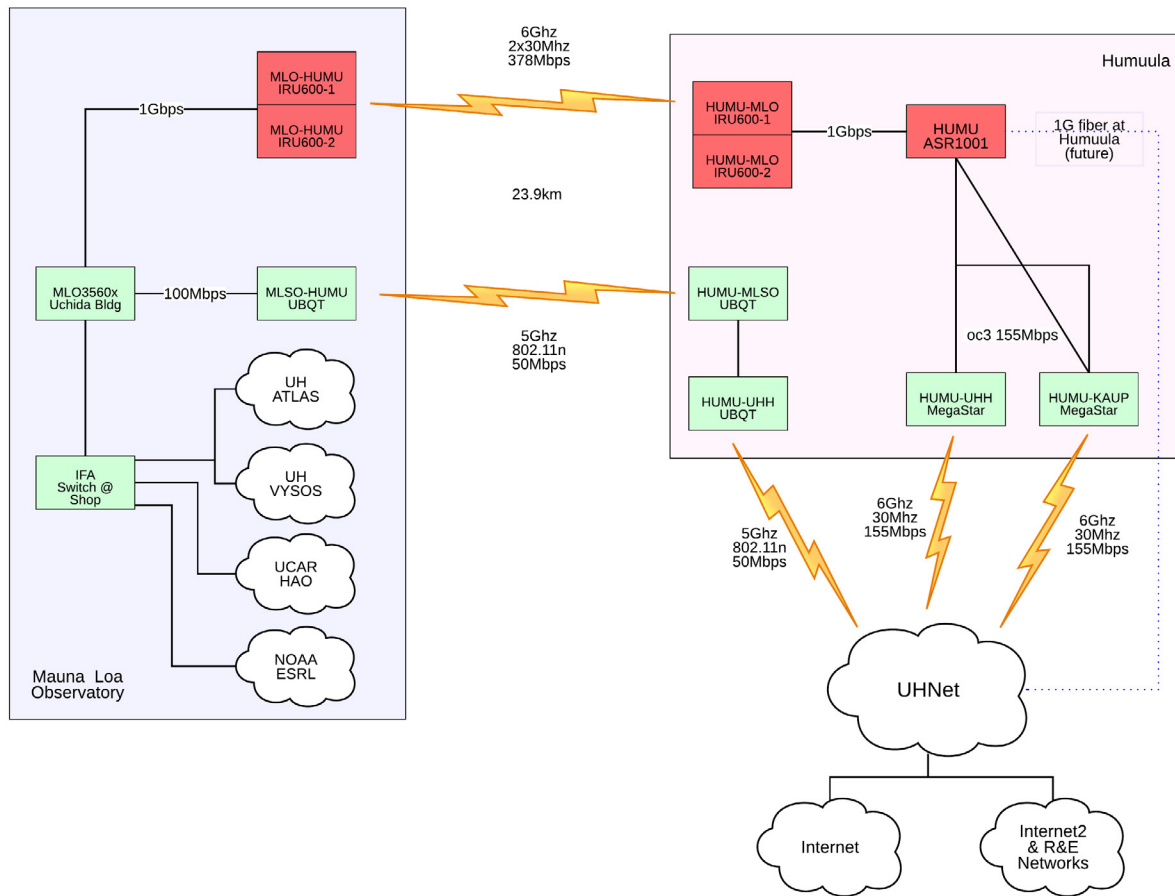 6Ghz
2x30Mhz
378Mbps
Humuula
MLO-HUMU
IRU600-1
MLO-HUMU
IRU600-2
1Gbps
HUMU-MLO
IRU600-1
HUMU-MLO
IRU600-2
1Gbps
HUMU
ASR1001
1G fiber at
Humuula
(future)
23.9km
MLO3560x
Uchida Bldg
100Mbps
MLSO-HUMU
UBQT
HUMU-MLSO
UBQT
5Ghz
802.11n
50Mbps
oc3 155Mbps
UH
ATLAS
HUMU-UHH
UBQT
HUMU-UHH
MegaStar
HUMU-KAUP
MegaStar
IFA
Switch @
Shop
UH
VYSOS
5Ghz
802.11n
50Mbps
6Ghz
30Mhz
155Mbps
6Ghz
30Mhz
155Mbps
UCAR
HAO
NOAA
ESRL
Mauna Loa
Observatory
UHNet
Internet
Internet2
& R&E
Networks